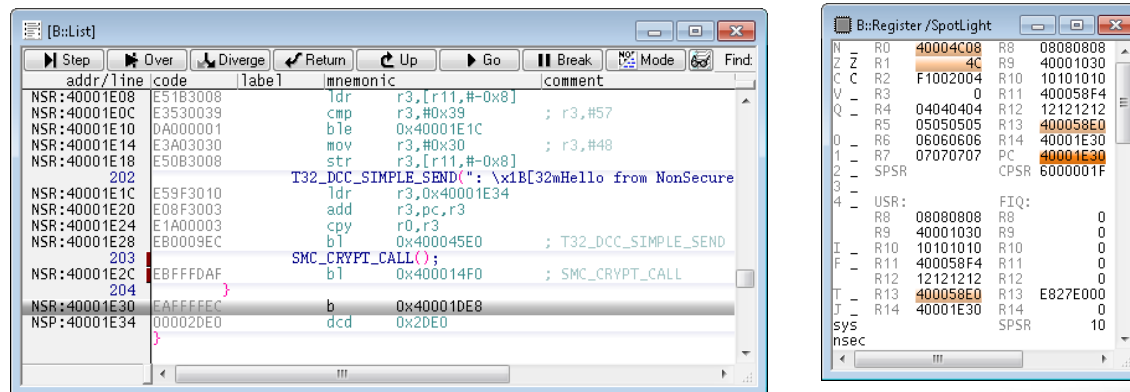 [B::List]
Step Over Diverge Return Up Go Break Mode Find:
addr/line code label mnemonic comment
NSR:40001E08 E51B3008 ldr r3,[r11,#-0x8]
NSR:40001E0C E3530039 cmp r3,#0x39 ; r3,#57
NSR:40001E10 DA000001 ble 0x40001E1C
NSR:40001E14 E3A03030 mov r3,#0x30 ; r3,#48
NSR:40001E18 E50B3008 str r3,[r11,#-0x8]
202 T32_DCC_SIMPLE_SEND(": \x1B[32mHello from NonSecure
NSR:40001E1C E59F3010 ldr r3,0x40001E34
NSR:40001E20 E08F3003 add r3,pc,r3
NSR:40001E24 E1A00003 cpy r0,r3
NSR:40001E28 EB0009EC bl 0x400045E0 ; T32_DCC_SIMPLE_SEND
203 SMC_CRYPT_CALL();
NSR:40001E2C EBFFFDAF bl 0x400014F0 ; SMC_CRYPT_CALL
204 }
NSR:40001E30 EAFFFFEC b 0x40001DE8
NSP:40001E34 00002DE0 dcd 0x2DE0
}
B::Register /SpotLight
N _ R0 40004C08 R8 08080808
Z Z R1 4C R9 40001030
C C R2 F1002004 R10 10101010
V _ R3 0 R11 400058F4
Q _ R4 04040404 R12 12121212
R5 05050505 R13 400058E0
0 _ R6 06060606 R14 40001E30
1 _ R7 07070707 PC 40001E30
2 _ SPSR CPSR 6000001F
3 _
4 _ USR: FIQ:
R8 08080808 R8 0
R9 40001030 R9 0
I _ R10 10101010 R10 0
F _ R11 400058F4 R11 0
R12 12121212 R12 0
T _ R13 400058E0 R13 E827E000
J _ R14 40001E30 R14 0
sys SPSR 10
nsec